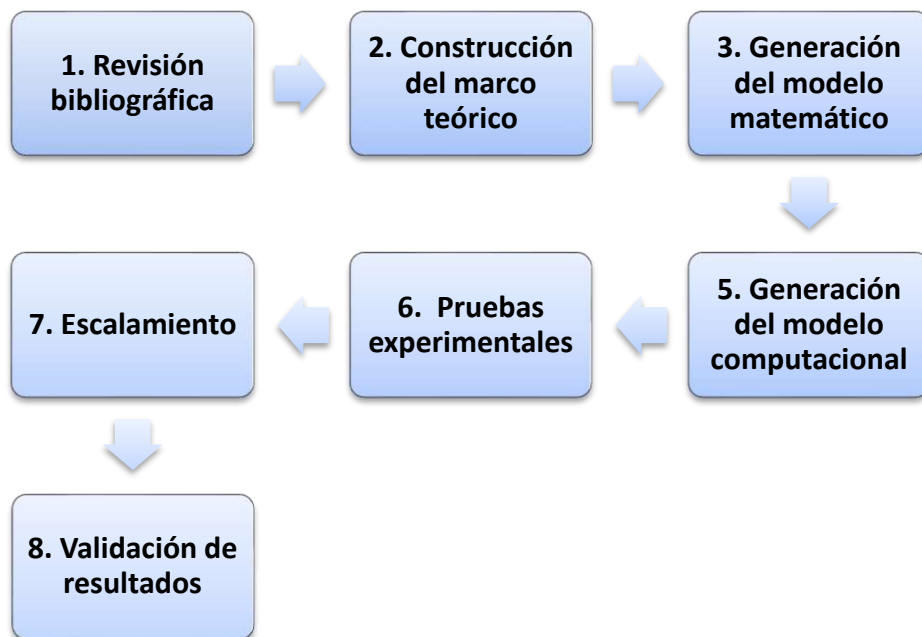 1. Revisión
bibliográfica
2. Construcción
del marco
teórico
3. Generación
del modelo
matemático
5. Generación
del modelo
computacional
6. Pruebas
experimentales
7. Escalamiento
8. Validación de
resultados